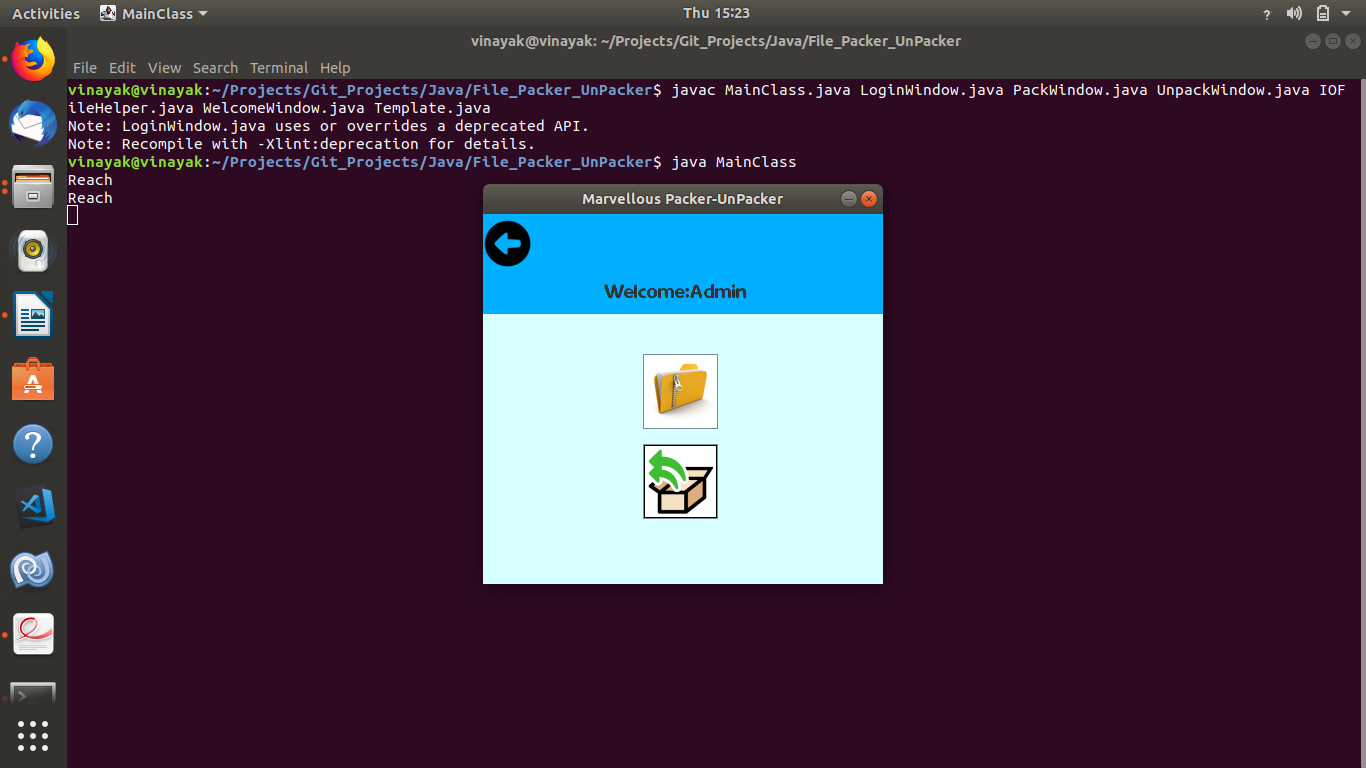 Activities MainClass Thu 15:23 ?
vinayak@vinayak: ~/Projects/Git_Projects/Java/File_Packer_UnPacker
File Edit View Search Terminal Help
vinayak@vinayak:~/Projects/Git_Projects/Java/File_Packer_UnPacker$ javac MainClass.java LoginWindow.java PackWindow.java UnpackWindow.java IOF
ileHelper.java WelcomeWindow.java Template.java
Note: LoginWindow.java uses or overrides a deprecated API.
Note: Recompile with -Xlint:deprecation for details.
vinayak@vinayak:~/Projects/Git_Projects/Java/File_Packer_UnPacker$ java MainClass
Reach
Reach
Marvellous Packer-UnPacker
Welcome:Admin